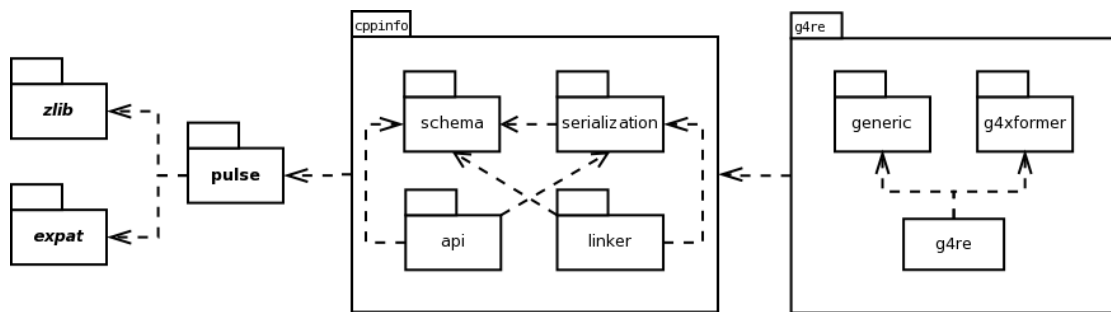 cppinfo
g4re
zlib
schema
serialization
generic
g4xformer
pulse
expat
api
linker
g4re